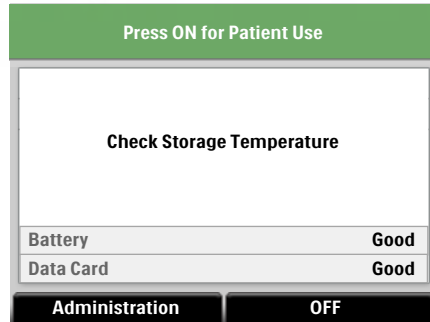 Press ON for Patient Use
Check Storage Temperature
Battery Good
Data Card Good
Administration OFF